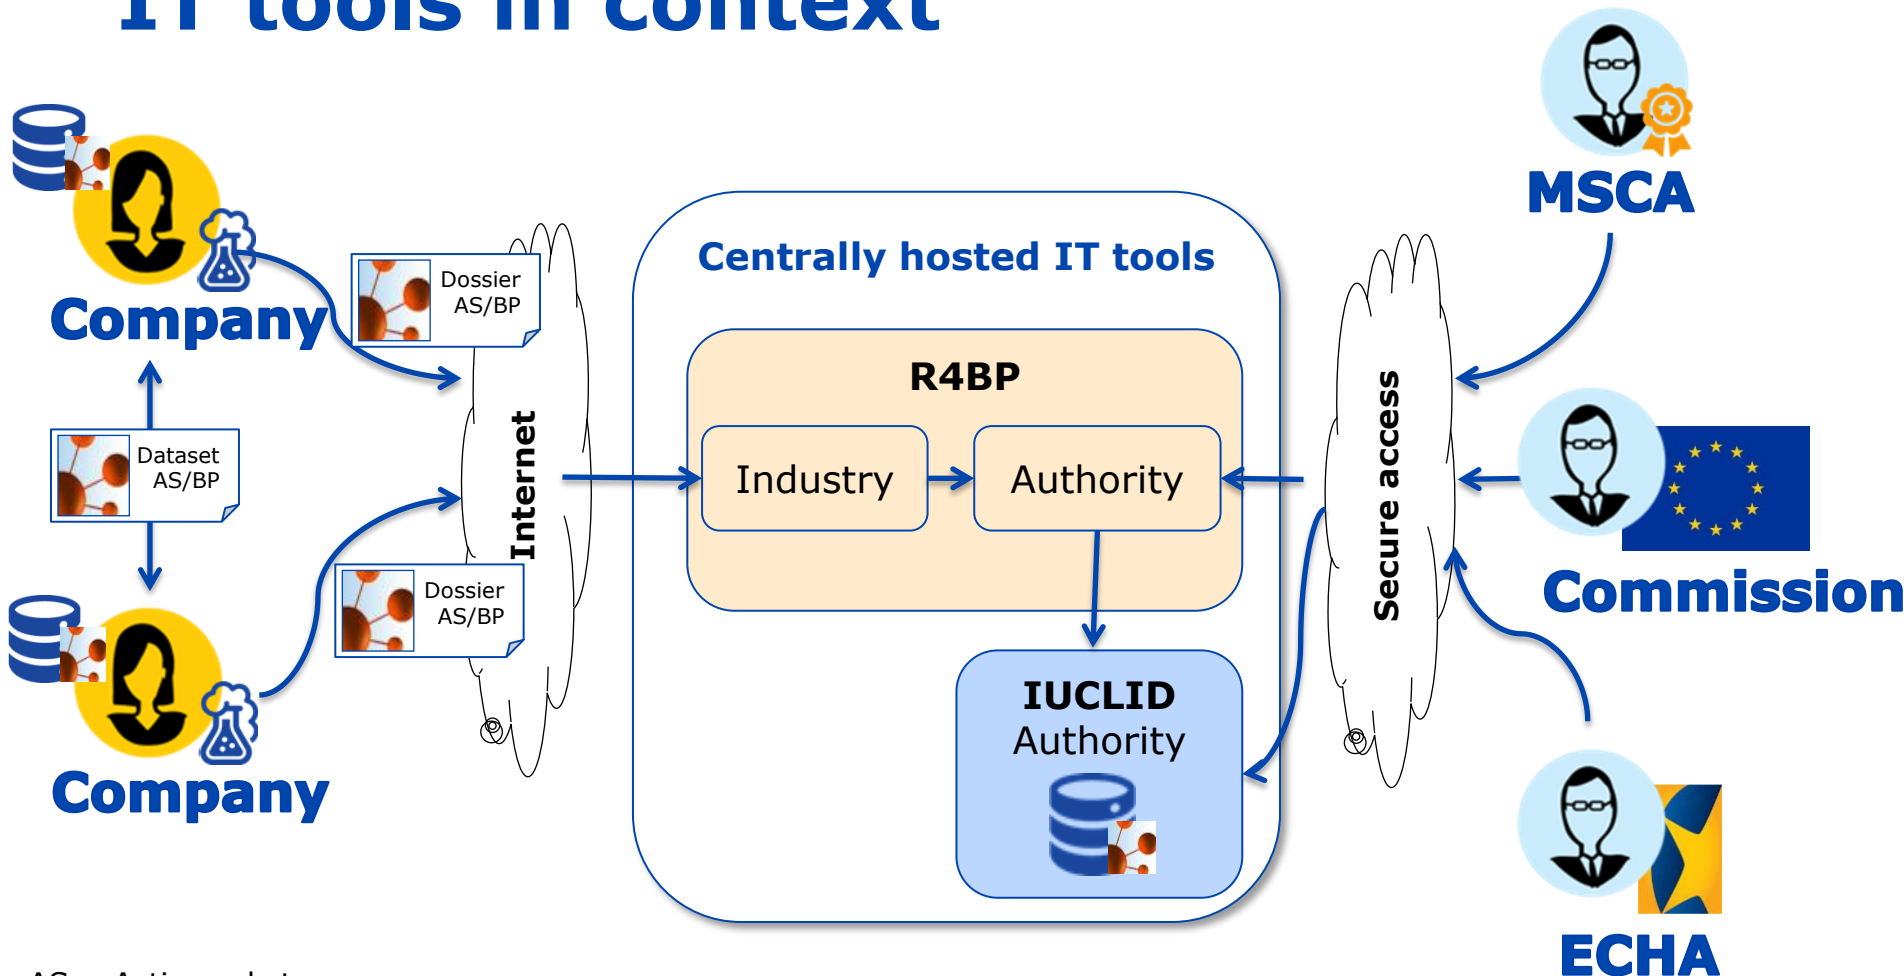 IT tools in context
MSCA
Centrally hosted IT tools
Dossier
AS/BP
Company
R4BP
Internet
Secure access
Dataset
AS/BP
Industry
Authority
Commission
Dossier
AS/BP
IUCLID
Authority
Company
ECHA